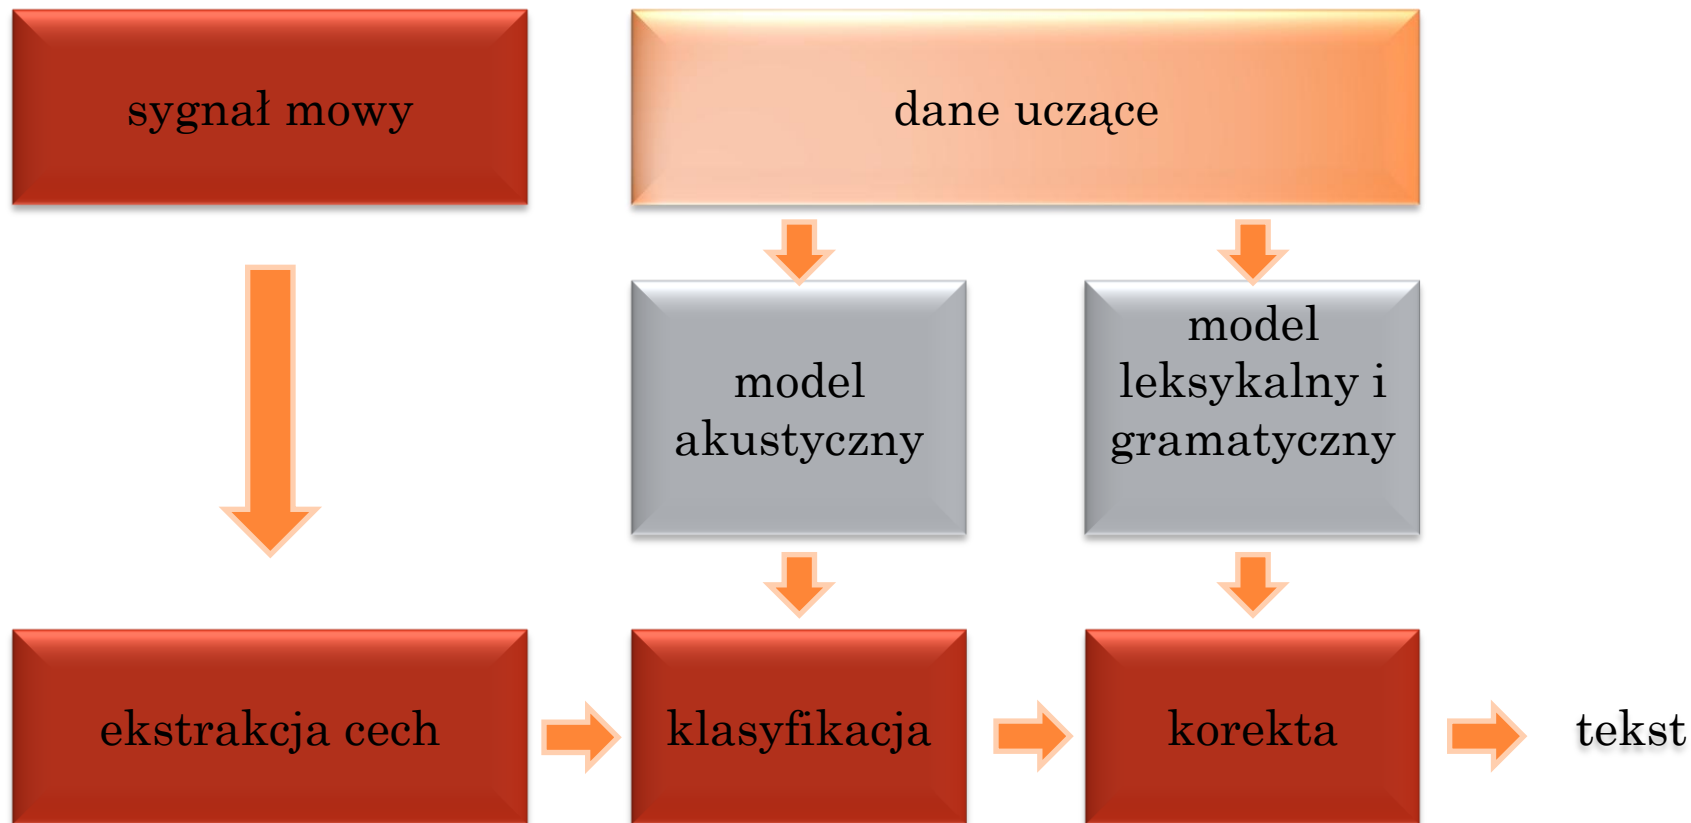 sygnał mowy
dane uczące
model
akustyczny
model
leksykalny i
gramatyczny
ekstrakcja cech
klasyfikacja
korekta
tekst